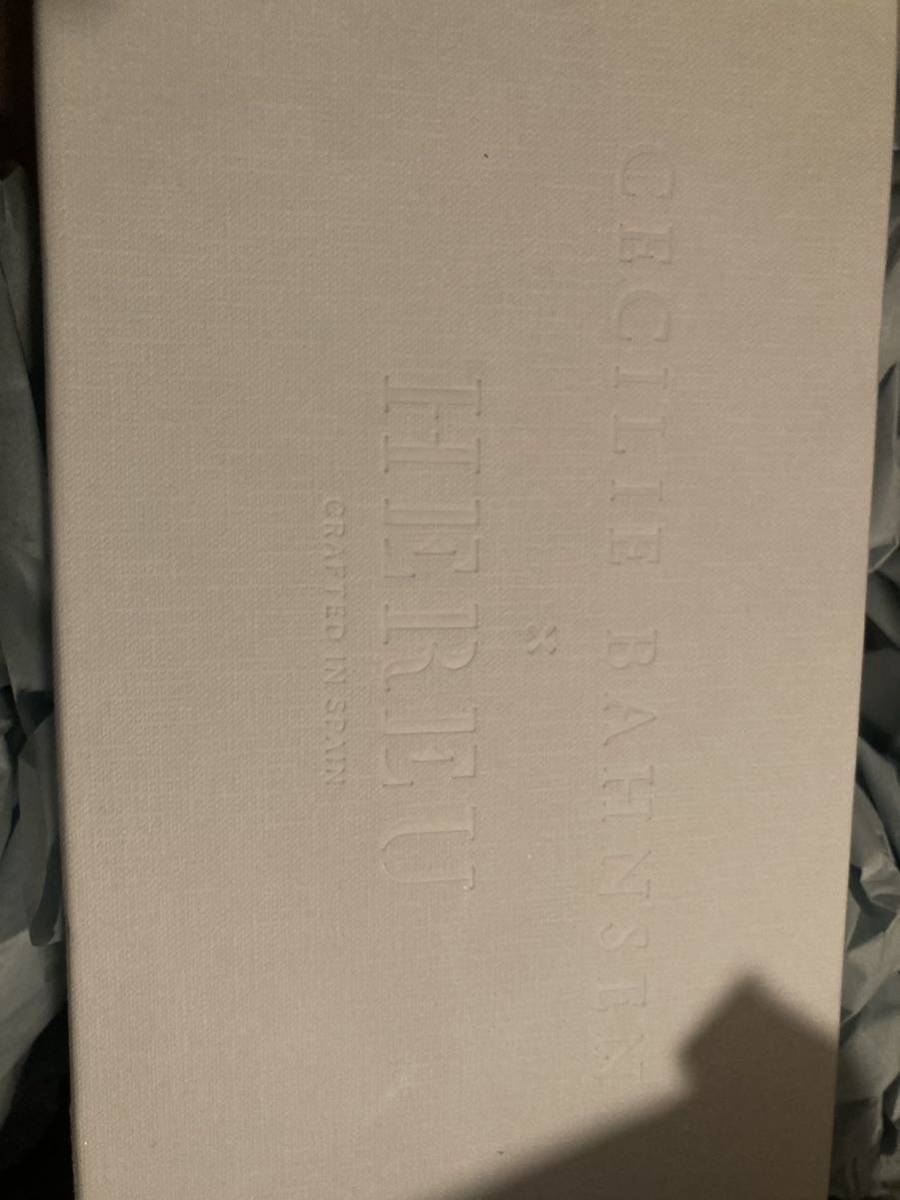 CECILIE BAHNSEN
×
HEREU
CRAFTED IN SPAIN